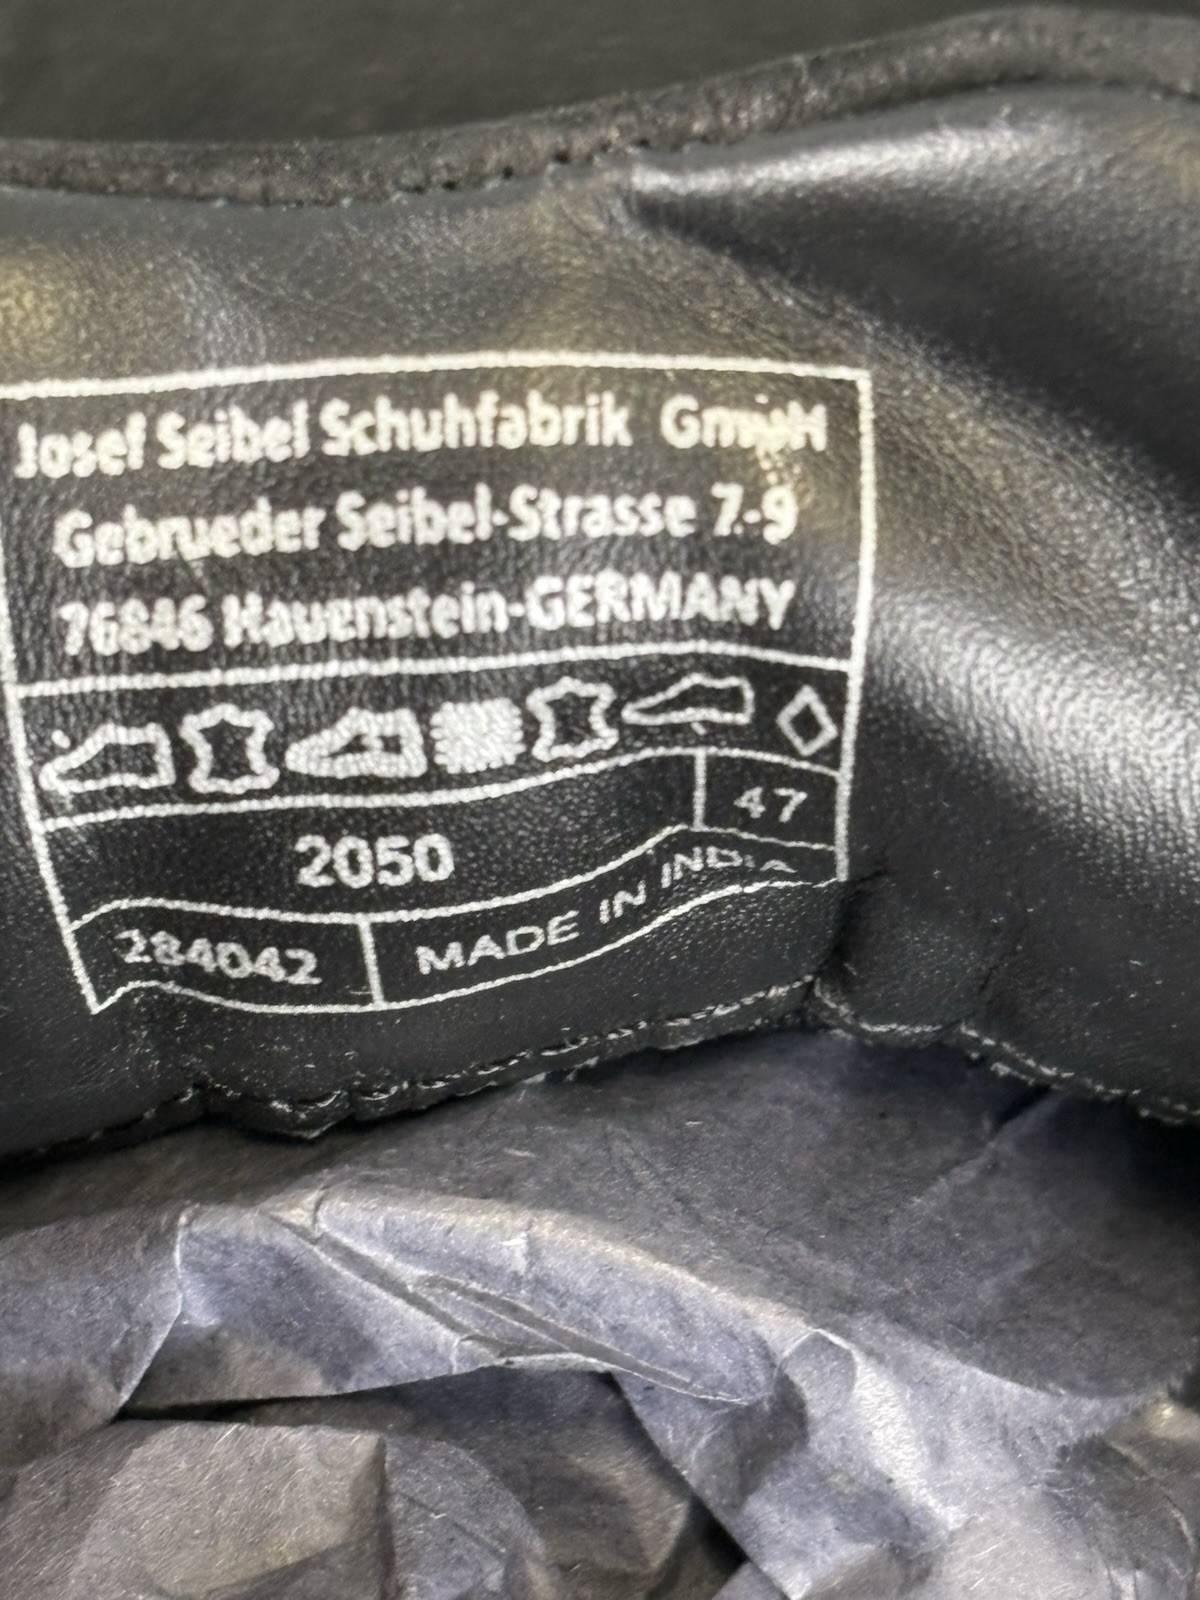 Josef Seibel Schuhfabrik GmbH
Gebrueder Seibel-Strasse 7-9
76846 Hauenstein-GERMANY
2050
47
284042
MADE IN INDIA